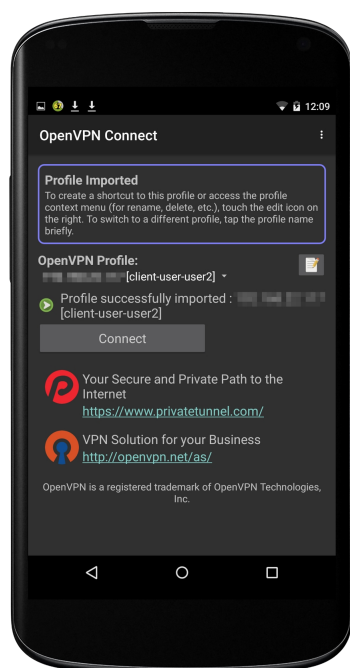 12:09
OpenVPN Connect
Profile Imported
To create a shortcut to this profile or access the profile
context menu (for rename, delete, etc.), touch the edit icon on
the right. To switch to a different profile, tap the profile name
briefly.
OpenVPN Profile:
[client-user-user2]
Profile successfully imported :
[client-user-user2]
Connect
Your Secure and Private Path to the
Internet
https://www.privatetunnel.com/
VPN Solution for your Business
http://openvpn.net/as/
OpenVPN is a registered trademark of OpenVPN Technologies,
Inc.